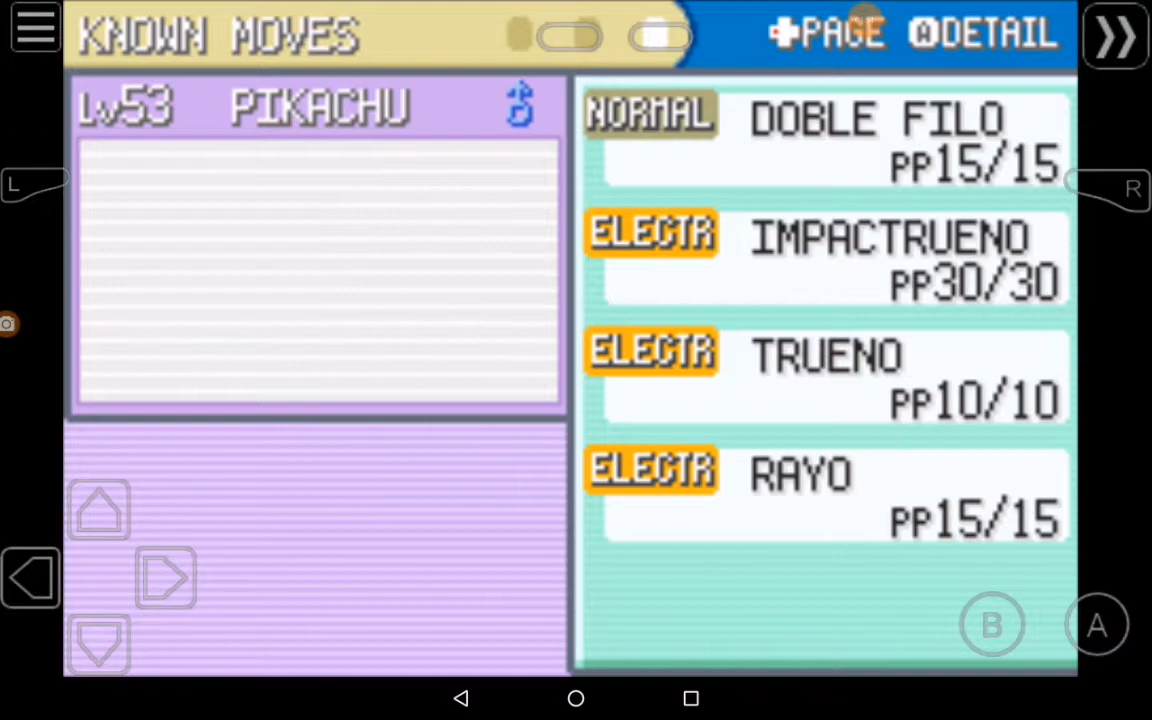 KNOWN MOVES
PAGE DETAIL
Lv53 PIKACHU
NORMAL DOBLE FILO
PP15/15
ELECTR IMPACTRUENO
PP30/30
ELECTR TRUENO
PP10/10
ELECTR RAYO
PP15/15
L
R
B
A